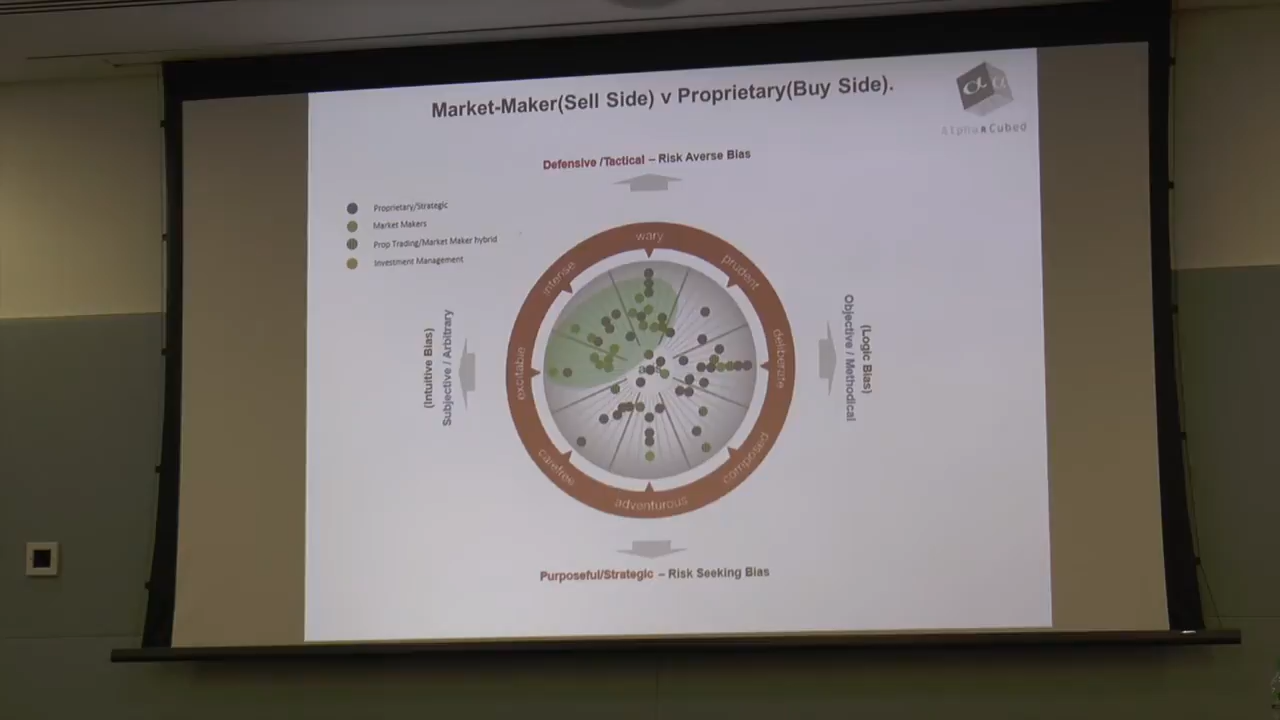 Market-Maker(Sell Side) v Proprietary(Buy Side).
α α
Alpha R Cubed
Defensive /Tactical – Risk Averse Bias
Proprietary/Strategic
Market Makers
Prop Trading/Market Maker hybrid
Investment Management
wary
intense
prudent
excitable
deliberate
carefree
composed
adventurous
(Intuitive Bias)
Subjective / Arbitrary
(Logic Bias)
Objective / Methodical
Purposeful/Strategic – Risk Seeking Bias